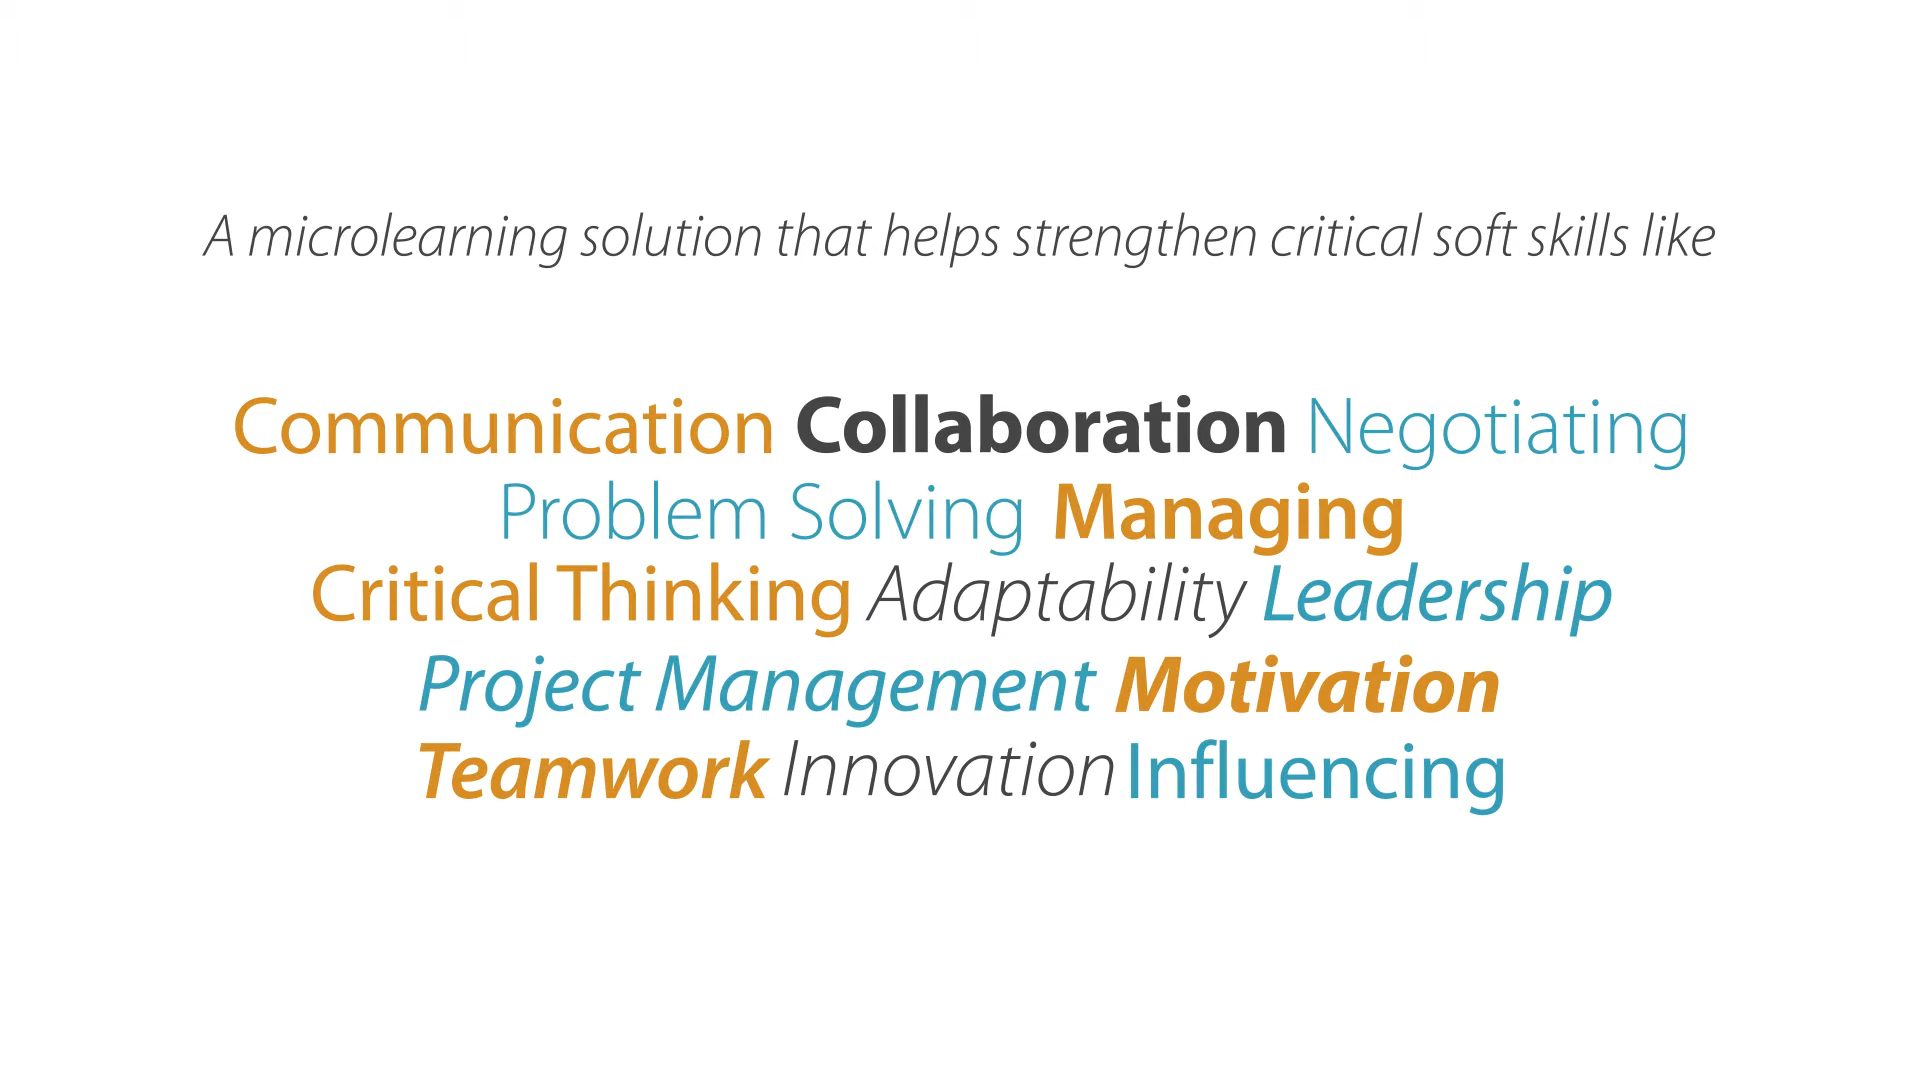 A microlearning solution that helps strengthen critical soft skills like
Communication Collaboration Negotiating
Problem Solving Managing
Critical Thinking Adaptability Leadership
Project Management Motivation
Teamwork Innovation Influencing